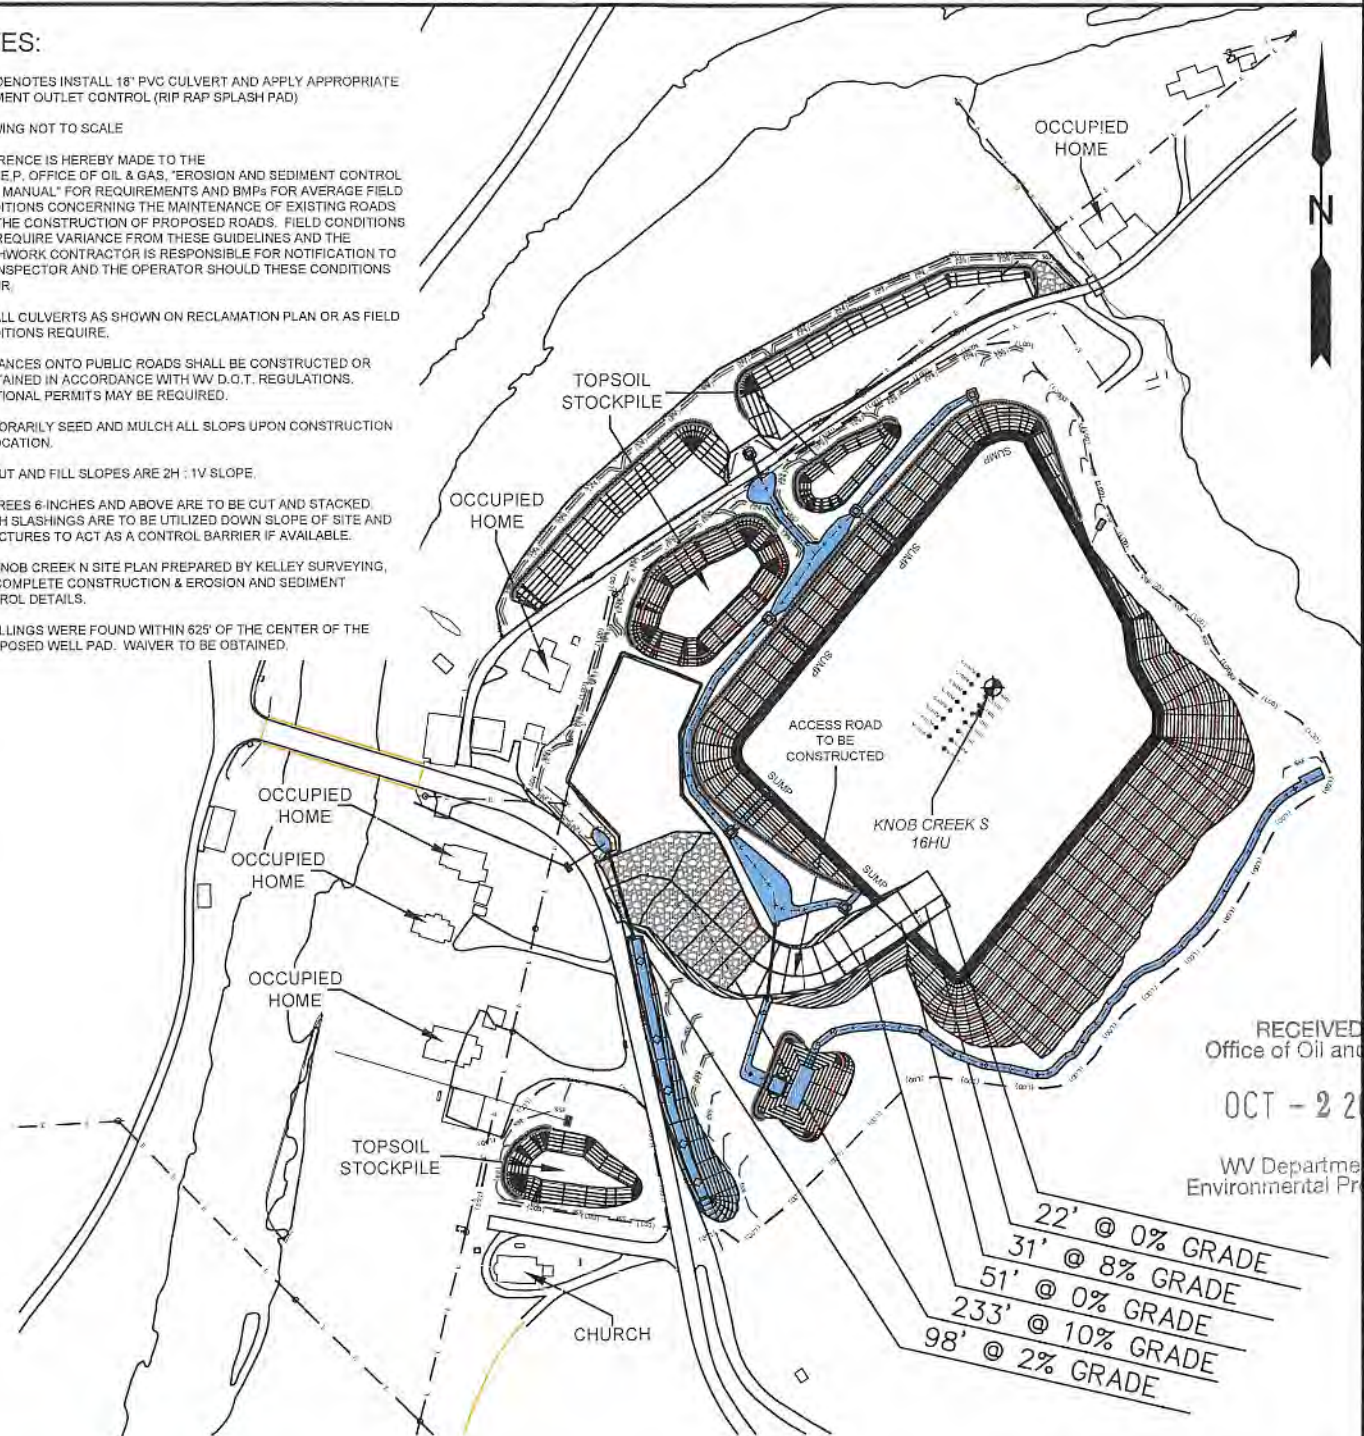 ES:
DENOTES INSTALL 18" PVC CULVERT AND APPLY APPROPRIATE
MENT OUTLET CONTROL (RIP RAP SPLASH PAD)
ING NOT TO SCALE
RENCE IS HEREBY MADE TO THE
E.P. OFFICE OF OIL & GAS, "EROSION AND SEDIMENT CONTROL
MANUAL" FOR REQUIREMENTS AND BMPs FOR AVERAGE FIELD
ITIONS CONCERNING THE MAINTENANCE OF EXISTING ROADS
THE CONSTRUCTION OF PROPOSED ROADS. FIELD CONDITIONS
REQUIRE VARIANCE FROM THESE GUIDELINES AND THE
HWORK CONTRACTOR IS RESPONSIBLE FOR NOTIFICATION TO
NSPECTOR AND THE OPERATOR SHOULD THESE CONDITIONS
R.
ALL CULVERTS AS SHOWN ON RECLAMATION PLAN OR AS FIELD
ITIONS REQUIRE.
ANCES ONTO PUBLIC ROADS SHALL BE CONSTRUCTED OR
TAINED IN ACCORDANCE WITH WV D.O.T. REGULATIONS.
TIONAL PERMITS MAY BE REQUIRED.
ORARILY SEED AND MULCH ALL SLOPS UPON CONSTRUCTION
OCATION.
UT AND FILL SLOPES ARE 2H : 1V SLOPE.
REES 6-INCHES AND ABOVE ARE TO BE CUT AND STACKED.
H SLASHINGS ARE TO BE UTILIZED DOWN SLOPE OF SITE AND
CTURES TO ACT AS A CONTROL BARRIER IF AVAILABLE.
NOB CREEK N SITE PLAN PREPARED BY KELLEY SURVEYING,
COMPLETE CONSTRUCTION & EROSION AND SEDIMENT
ROL DETAILS.
LLINGS WERE FOUND WITHIN 625' OF THE CENTER OF THE
POSED WELL PAD. WAIVER TO BE OBTAINED.
OCCUPIED
HOME
N
TOPSOIL
STOCKPILE
OCCUPIED
HOME
SUMP
SUMP
SUMP
SUMP
SUMP
ACCESS ROAD
TO BE
CONSTRUCTED
KNOB CREEK S
16HU
OCCUPIED
HOME
OCCUPIED
HOME
OCCUPIED
HOME
TOPSOIL
STOCKPILE
CHURCH
RECEIVED
Office of Oil and
OCT - 2 2
WV Departme
Environmental Pr
22' @ 0% GRADE
31' @ 8% GRADE
51' @ 0% GRADE
233' @ 10% GRADE
98' @ 2% GRADE